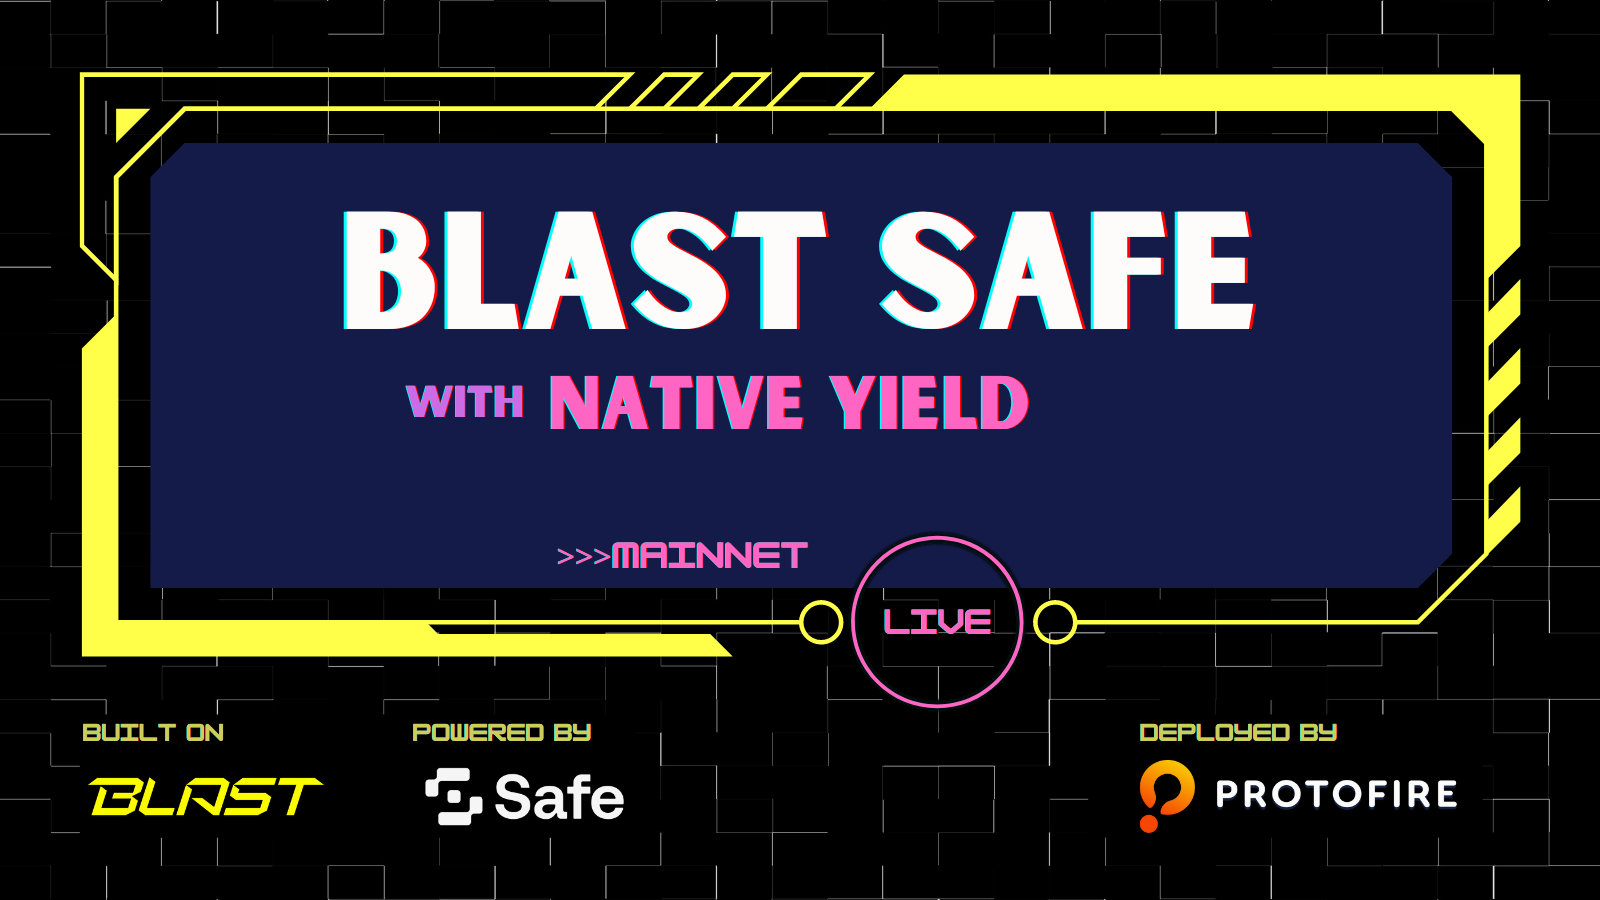 BLAST SAFE
WITH NATIVE YIELD
>>>MAINNET
LIVE
BUILT ON
POWERED BY
DEPLOYED BY
BLAST
Safe
PROTOFIRE